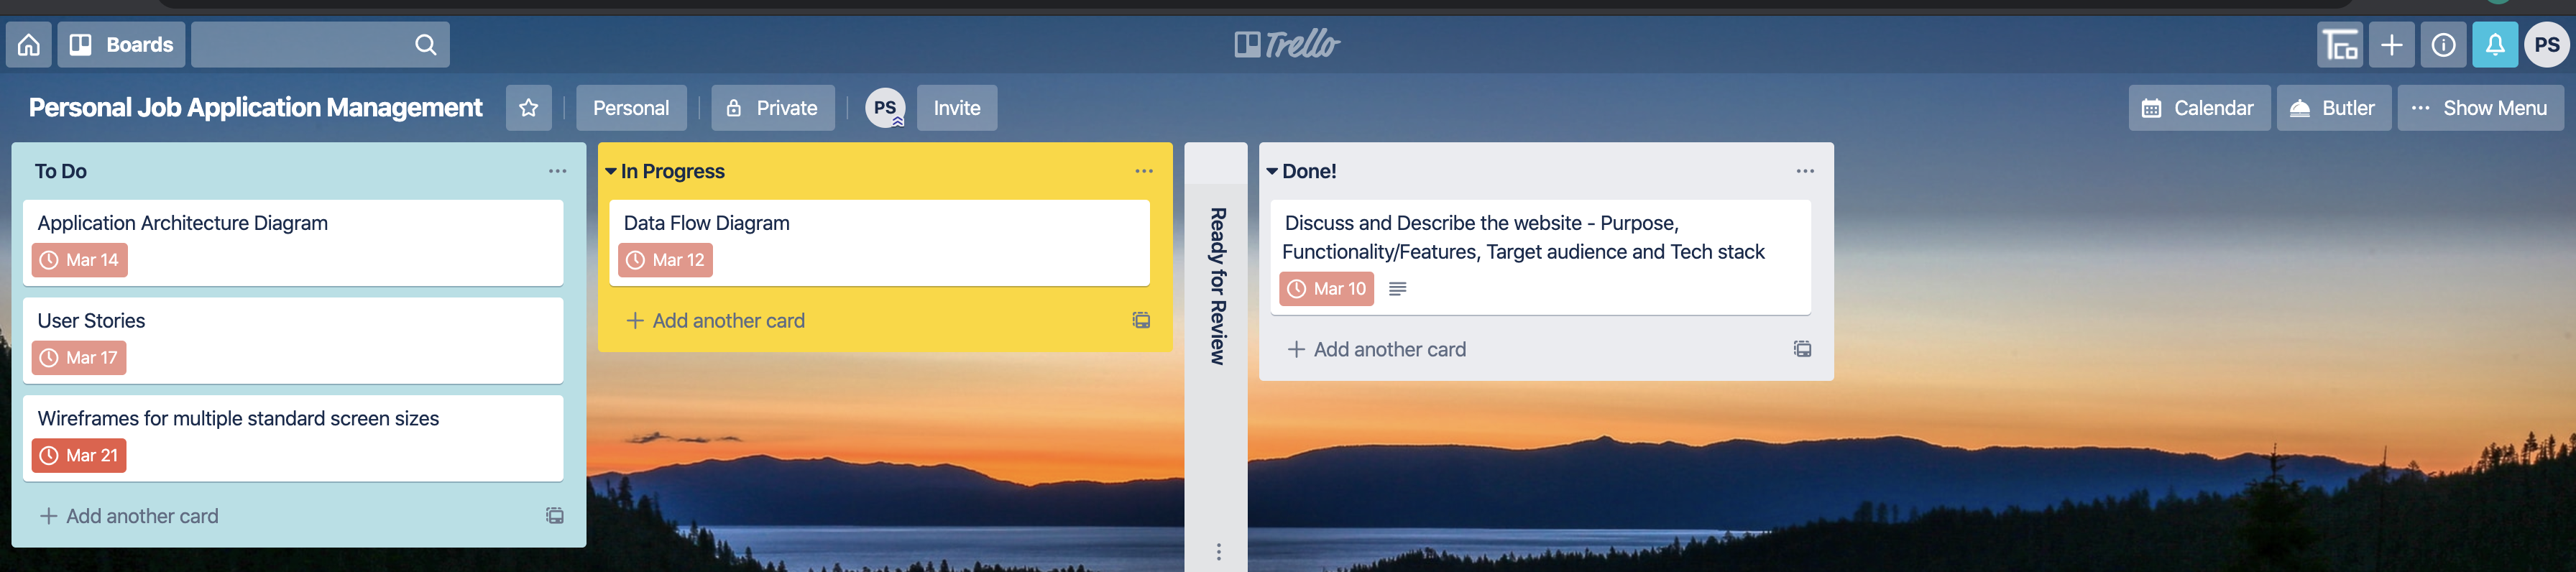 Boards
Trello
TCo
PS
Personal Job Application Management
Personal
Private
PS
Invite
Calendar
Butler
Show Menu
To Do
Application Architecture Diagram
Mar 14
User Stories
Mar 17
Wireframes for multiple standard screen sizes
Mar 21
Add another card
In Progress
Data Flow Diagram
Mar 12
Add another card
Ready for Review
Done!
Discuss and Describe the website - Purpose,
Functionality/Features, Target audience and Tech stack
Mar 10
Add another card